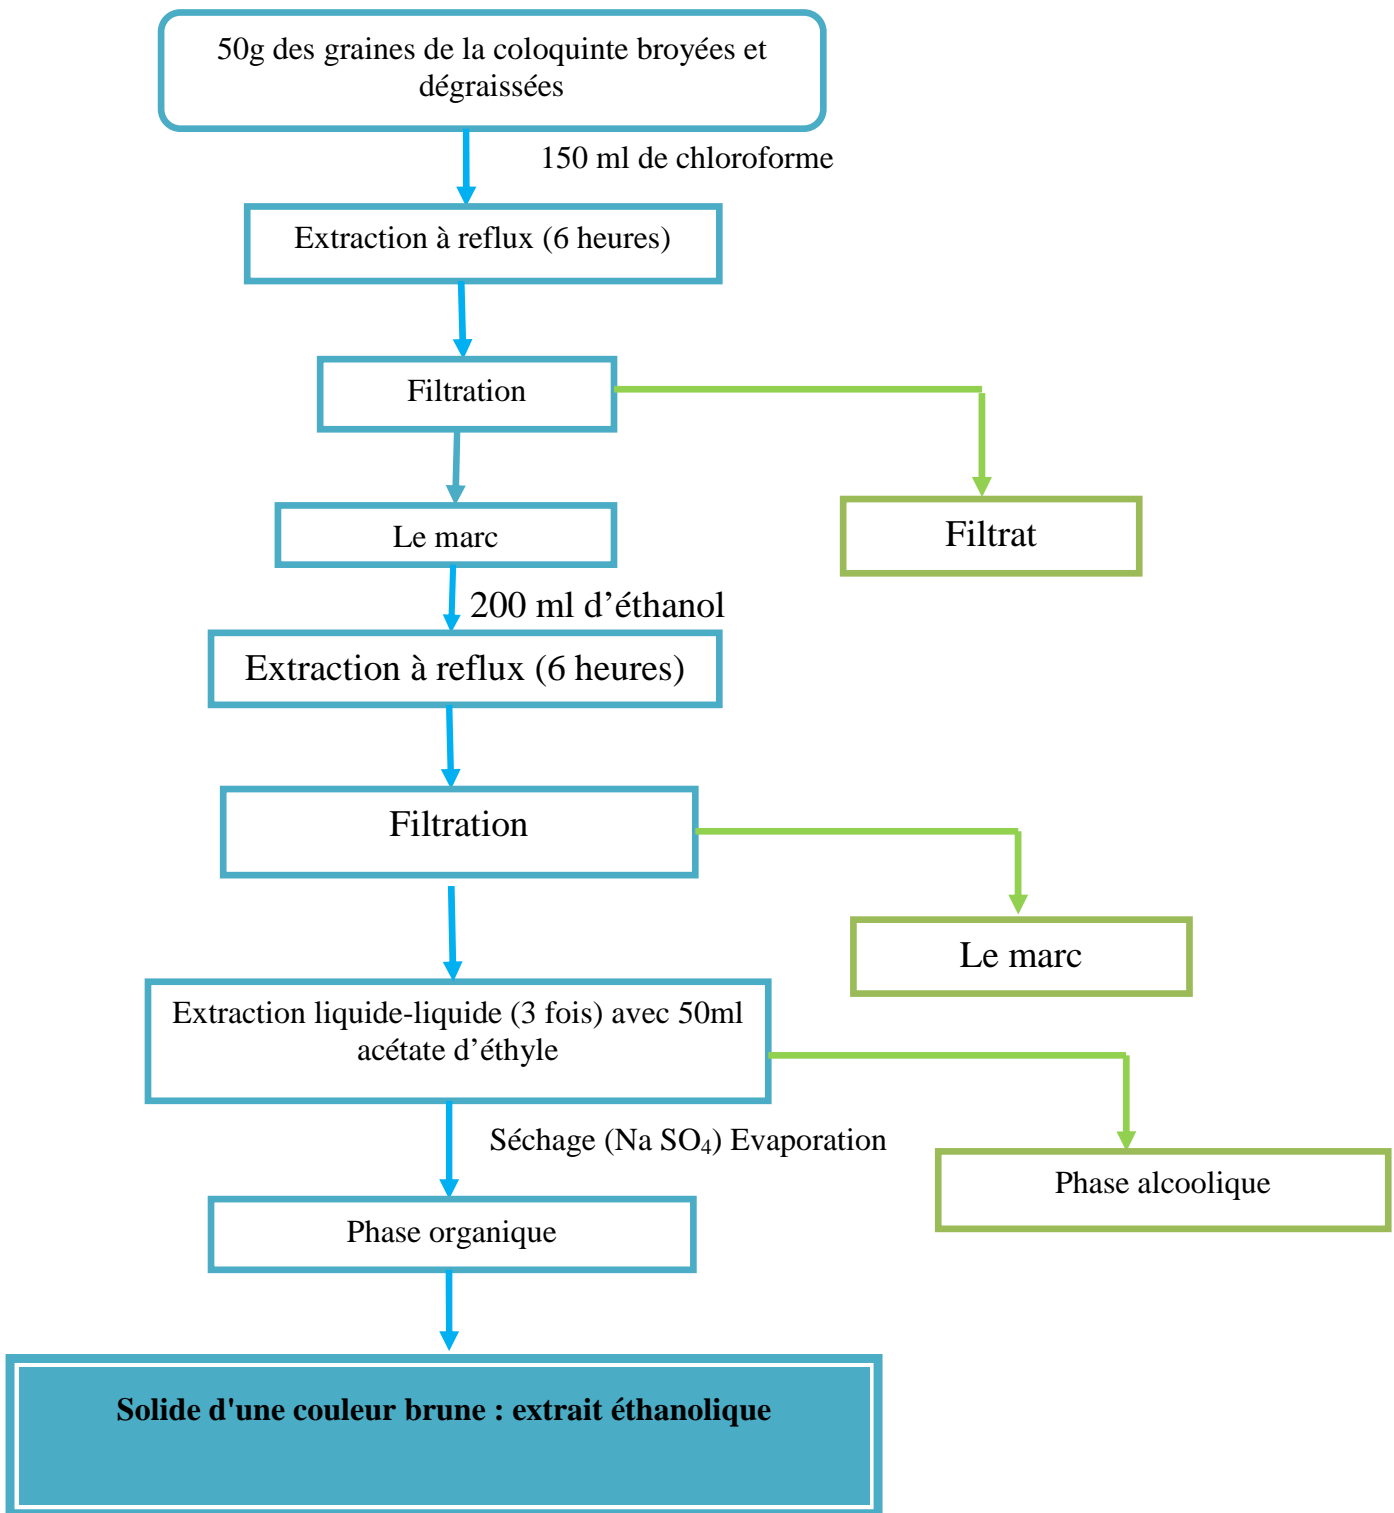 50g des graines de la coloquinte broyées et
dégraissées
150 ml de chloroforme
Extraction à reflux (6 heures)
Filtration
Filtrat
Le marc
200 ml d’éthanol
Extraction à reflux (6 heures)
Filtration
Le marc
Extraction liquide-liquide (3 fois) avec 50ml
acétate d’éthyle
Séchage (Na SO₄) Evaporation
Phase alcoolique
Phase organique
Solide d'une couleur brune : extrait éthanolique